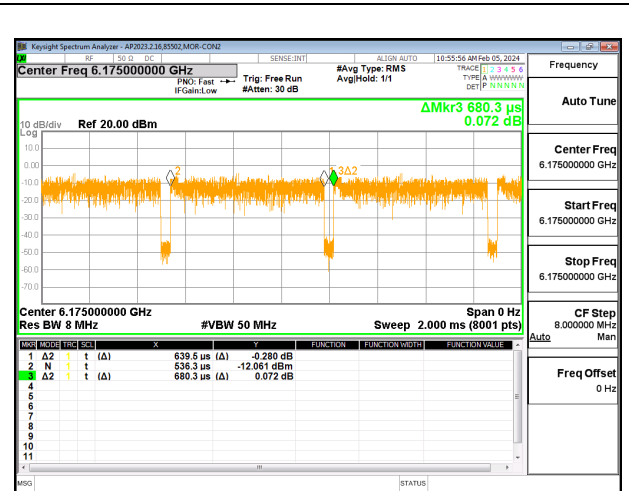 Keysight Spectrum Analyzer - AP2023.2.16,85502,MOR-CON2
RF 50 Ω DC SENSE:INT ALIGN AUTO 10:55:56 AM Feb 05, 2024
Center Freq 6.175000000 GHz
PNO: Fast
IFGain:Low
Trig: Free Run
#Atten: 30 dB
#Avg Type: RMS
Avg|Hold: 1/1
TRACE 1 2 3 4 5 6
TYPE A WWWWW
DET P N N N N N
Frequency
Auto Tune
Center Freq
6.175000000 GHz
Start Freq
6.175000000 GHz
Stop Freq
6.175000000 GHz
CF Step
8.000000 MHz
Auto Man
Freq Offset
0 Hz
ΔMkr3 680.3 µs
0.072 dB
10 dB/div Ref 20.00 dBm
Log
10.0
0.00
-10.0
-20.0
-30.0
-40.0
-50.0
-60.0
-70.0
2
3Δ2
Center 6.175000000 GHz Span 0 Hz
Res BW 8 MHz #VBW 50 MHz Sweep 2.000 ms (8001 pts)
MKR MODE TRC SCL X Y FUNCTION FUNCTION WIDTH FUNCTION VALUE
1 Δ2 1 t (Δ) 639.5 µs (Δ) -0.280 dB
2 N 1 t 536.3 µs -12.061 dBm
3 Δ2 1 t (Δ) 680.3 µs (Δ) 0.072 dB
4
5
6
7
8
9
10
11
MSG STATUS